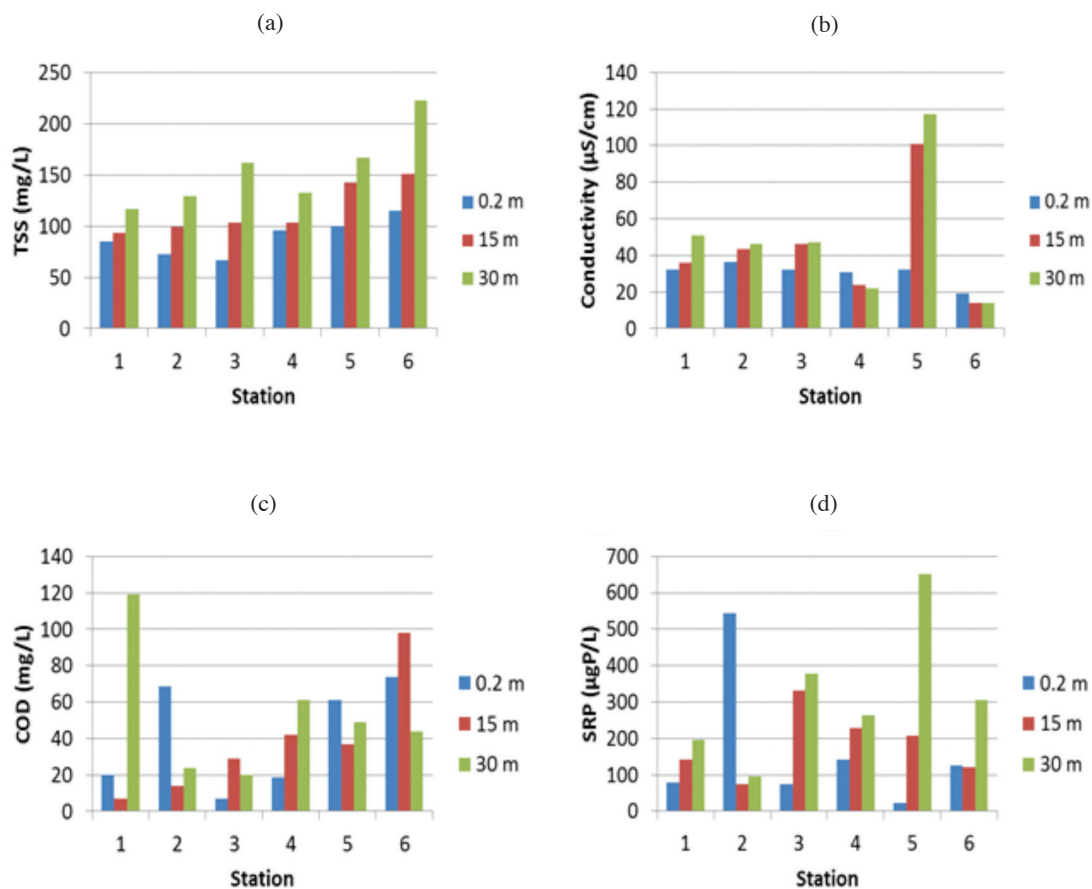 (a)
TSS (mg/L)
250
200
150
100
50
0
1 2 3 4 5 6
Station
0.2 m
15 m
30 m
(b)
Conductivity (µS/cm)
140
120
100
80
60
40
20
0
1 2 3 4 5 6
Station
0.2 m
15 m
30 m
(c)
COD (mg/L)
140
120
100
80
60
40
20
0
1 2 3 4 5 6
Station
0.2 m
15 m
30 m
(d)
SRP (µgP/L)
700
600
500
400
300
200
100
0
1 2 3 4 5 6
Station
0.2 m
15 m
30 m